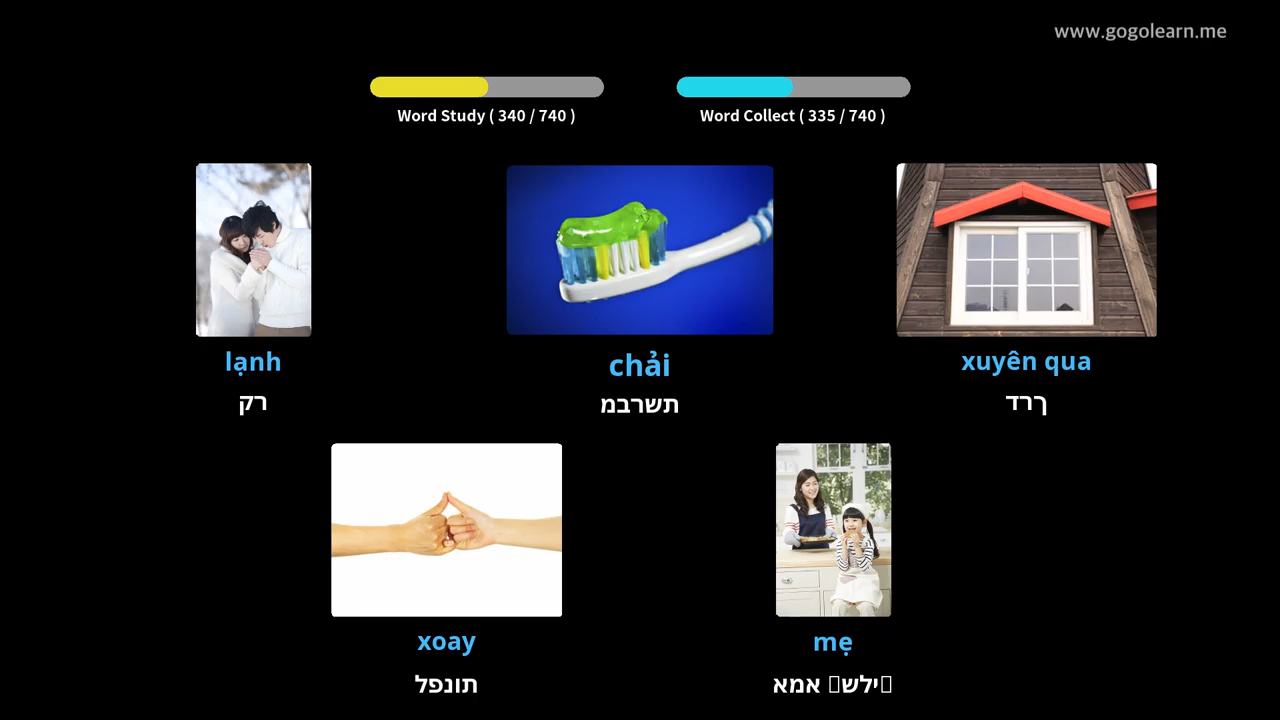 www.gogolearn.me
Word Study ( 340 / 740 )
Word Collect ( 335 / 740 )
lạnh
chải
xuyên qua
רק
תשרבמ
ךרד
xoay
mẹ
תונפל
□ילש□ אמא